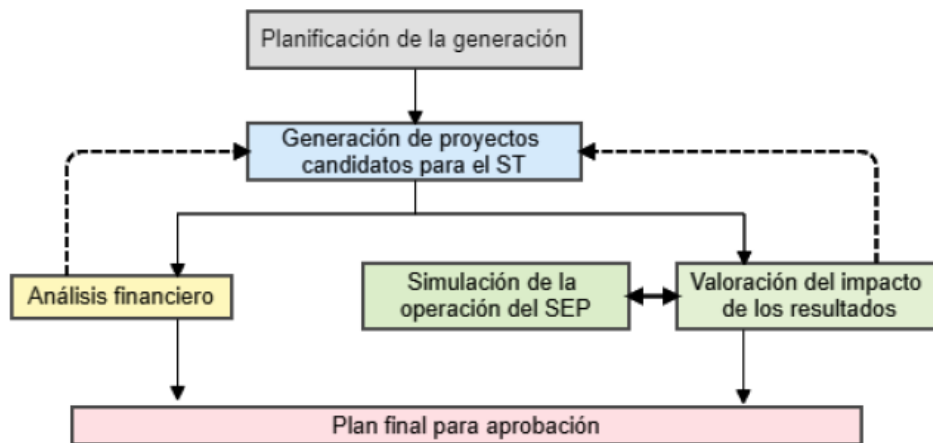 Planificación de la generación
Generación de proyectos
candidatos para el ST
Análisis financiero
Simulación de la
operación del SEP
Valoración del impacto
de los resultados
Plan final para aprobación